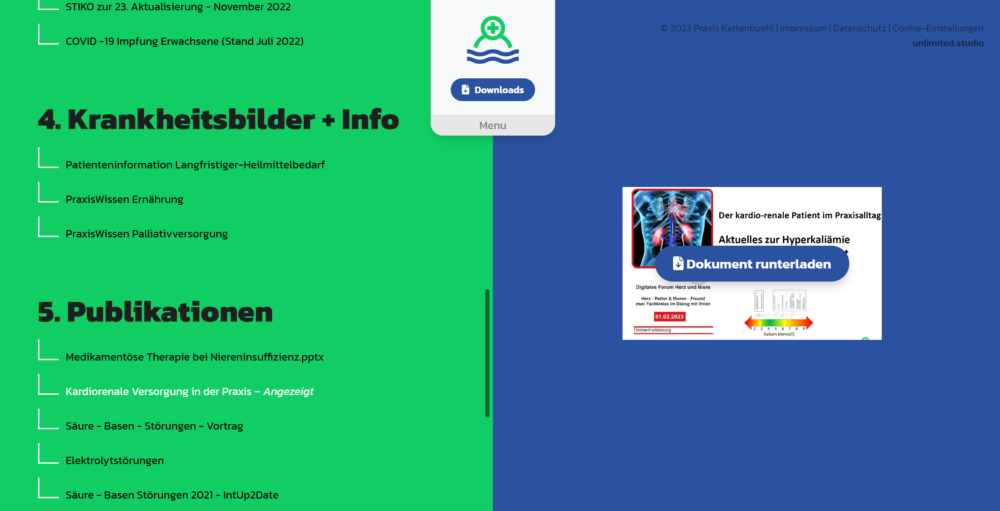 STIKO zur 23. Aktualisierung - November 2022
COVID -19 Impfung Erwachsene (Stand Juli 2022)
4. Krankheitsbilder + Info
Patienteninformation Langfristiger-Heilmittelbedarf
PraxisWissen Ernährung
PraxisWissen Palliativversorgung
5. Publikationen
Medikamentöse Therapie bei Niereninsuffizienz.pptx
Kardiorenale Versorgung in der Praxis – Angezeigt
Säure - Basen - Störungen - Vortrag
Elektrolytstörungen
Säure - Basen Störungen 2021 - IntUp2Date
Downloads
Menu
© 2023 Praxis Kattenbuehl | Impressum | Datenschutz | Cookie-Einstellungen
unlimited.studio
Der kardio-renale Patient im Praxisalltag
Aktuelles zur Hyperkaliämie
Dokument runterladen
Digitales Forum Herz und Niere
Herz - Retter & Nieren - Freund
zwei Fachkreise im Dialog mit Ihnen
01.02.2023
Online-Fortbildung
2 3 4 5 6 7 8 9
Kalium (mmol/l)